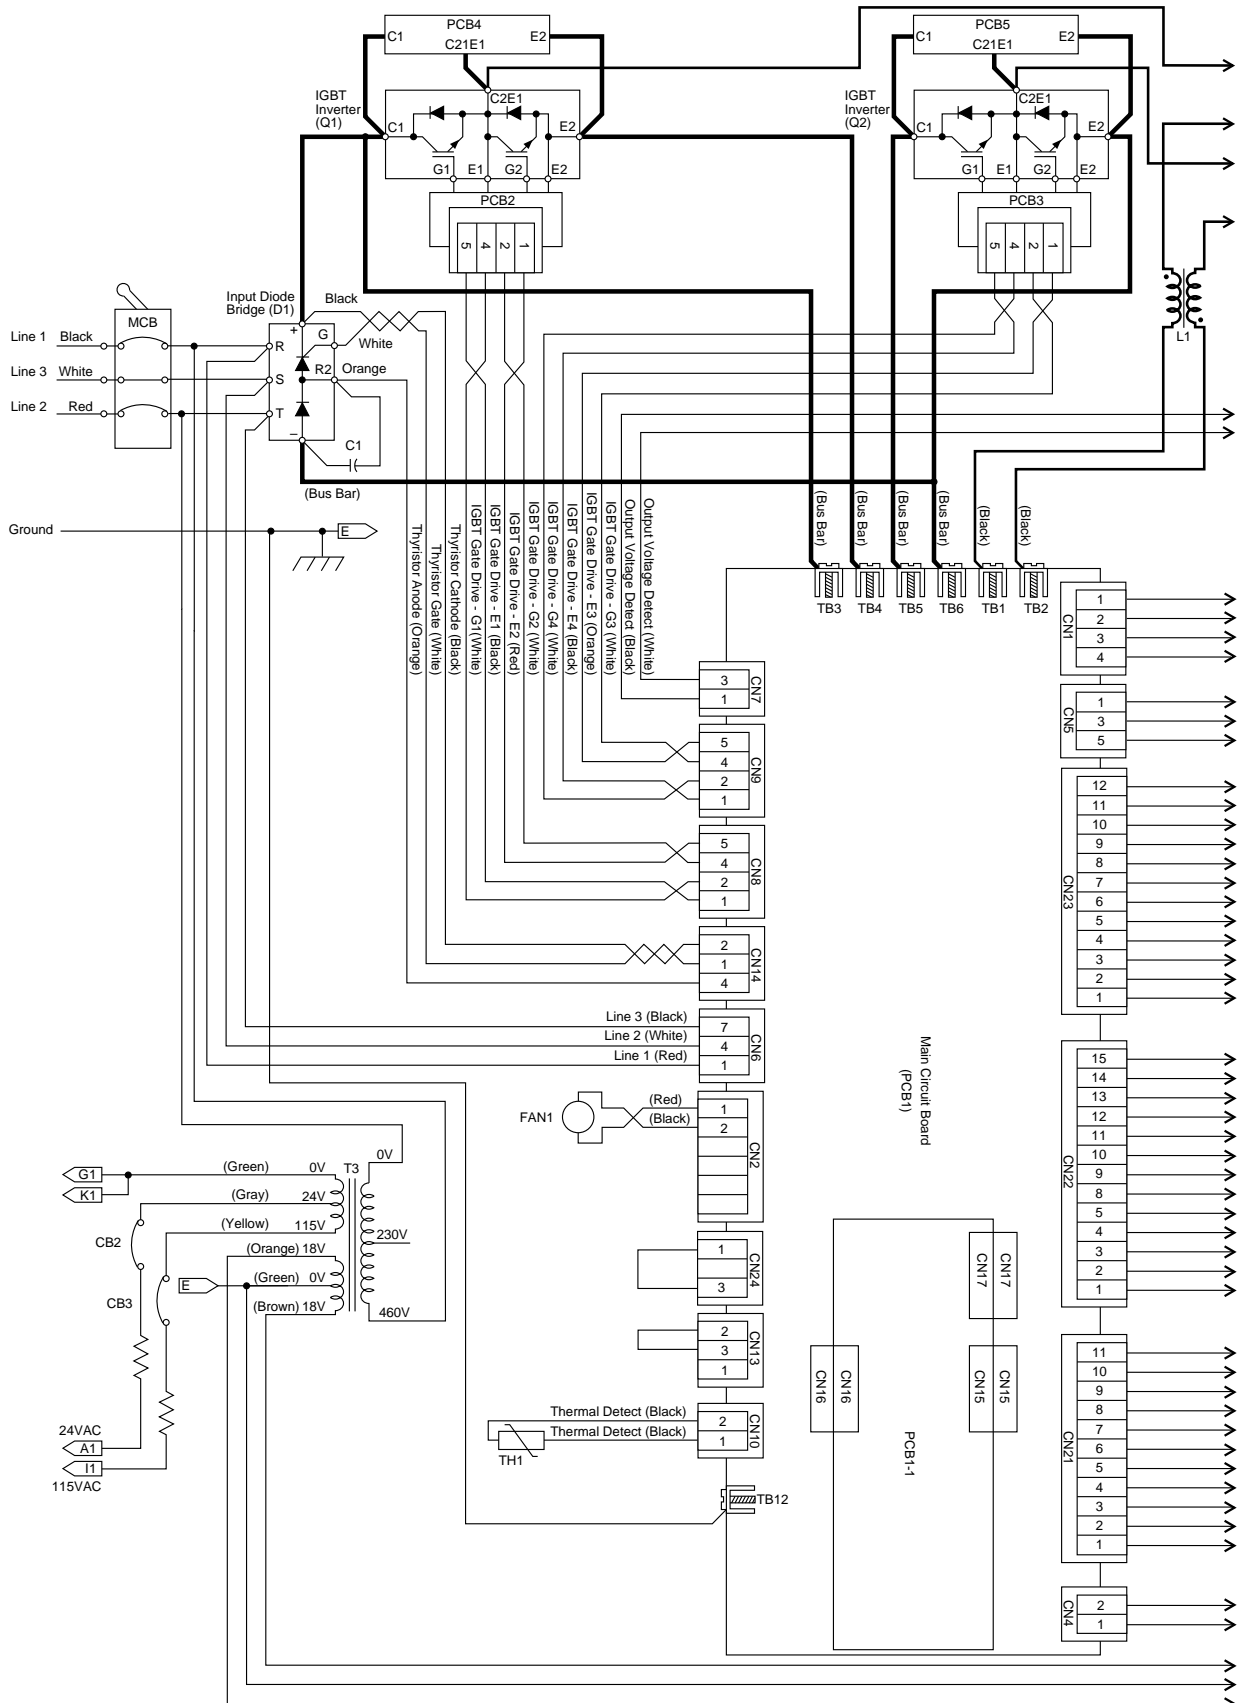 PCB4
C1
E2
C21E1
PCB5
C1
E2
C21E1
IGBT
Inverter
(Q1)
C2E1
C1
E2
G1
E1
G2
E2
IGBT
Inverter
(Q2)
C2E1
C1
E2
G1
E1
G2
E2
PCB2
5
4
2
1
PCB3
5
4
2
1
L1
MCB
Input Diode
Bridge (D1)
Black
White
Orange
+
G
R
R2
S
T
–
C1
(Bus Bar)
Line 1 Black
Line 3 White
Line 2 Red
Ground
E
Thyristor Anode (Orange)
Thyristor Gate (White)
Thyristor Cathode (Black)
IGBT Gate Drive - G1(White)
IGBT Gate Drive - E1 (Black)
IGBT Gate Drive - E2 (Red)
IGBT Gate Drive - G2 (White)
IGBT Gate Drive - G4 (White)
IGBT Gate Drive - E4 (Black)
IGBT Gate Drive - E3 (Orange)
IGBT Gate Drive - G3 (White)
Output Voltage Detect (Black)
Output Voltage Detect (White)
(Bus Bar)
(Bus Bar)
(Bus Bar)
(Bus Bar)
(Black)
(Black)
TB3
TB4
TB5
TB6
TB1
TB2
CN7
3
1
CN9
5
4
2
1
CN8
5
4
2
1
CN14
2
1
4
Line 3 (Black)
Line 2 (White)
Line 1 (Red)
CN6
7
4
1
FAN1
(Red)
(Black)
CN2
1
2
CN24
1
3
CN13
2
3
1
Thermal Detect (Black)
Thermal Detect (Black)
TH1
CN10
2
1
TB12
Main Circuit Board
(PCB1)
CN17
CN17
CN16
CN16
CN15
CN15
PCB1-1
CN1
1
2
3
4
CN5
1
3
5
CN23
12
11
10
9
8
7
6
5
4
3
2
1
CN22
15
14
13
12
11
10
9
8
5
4
3
2
1
CN21
11
10
9
8
7
6
5
4
3
2
1
CN4
2
1
G1
K1
(Green) 0V
(Gray) 24V
(Yellow) 115V
(Orange) 18V
(Green) 0V
(Brown) 18V
T3
0V
230V
460V
CB2
CB3
E
24VAC
A1
I1
115VAC